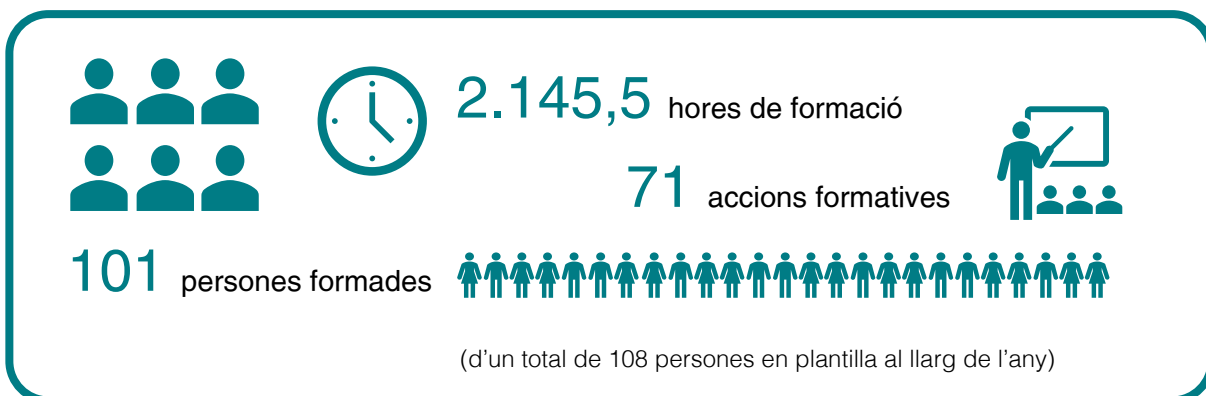 2.145,5 hores de formació
71 accions formatives
101 persones formades
(d'un total de 108 persones en plantilla al llarg de l'any)